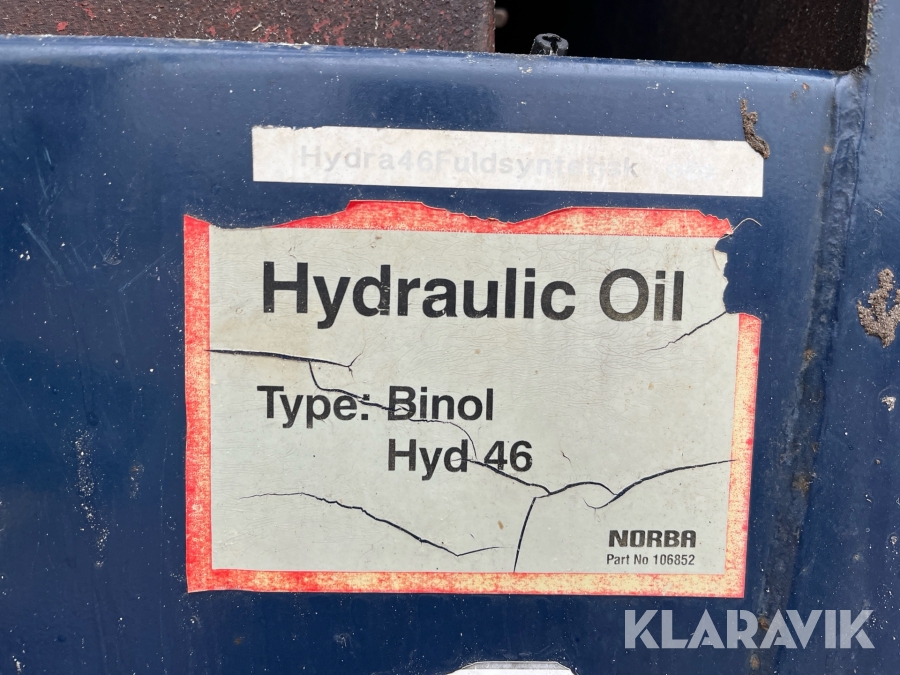 Hydra46Fuldsyntetisk
Hydraulic Oil
Type: Binol
Hyd 46
NORBA
Part No 106852
KLARAVIK